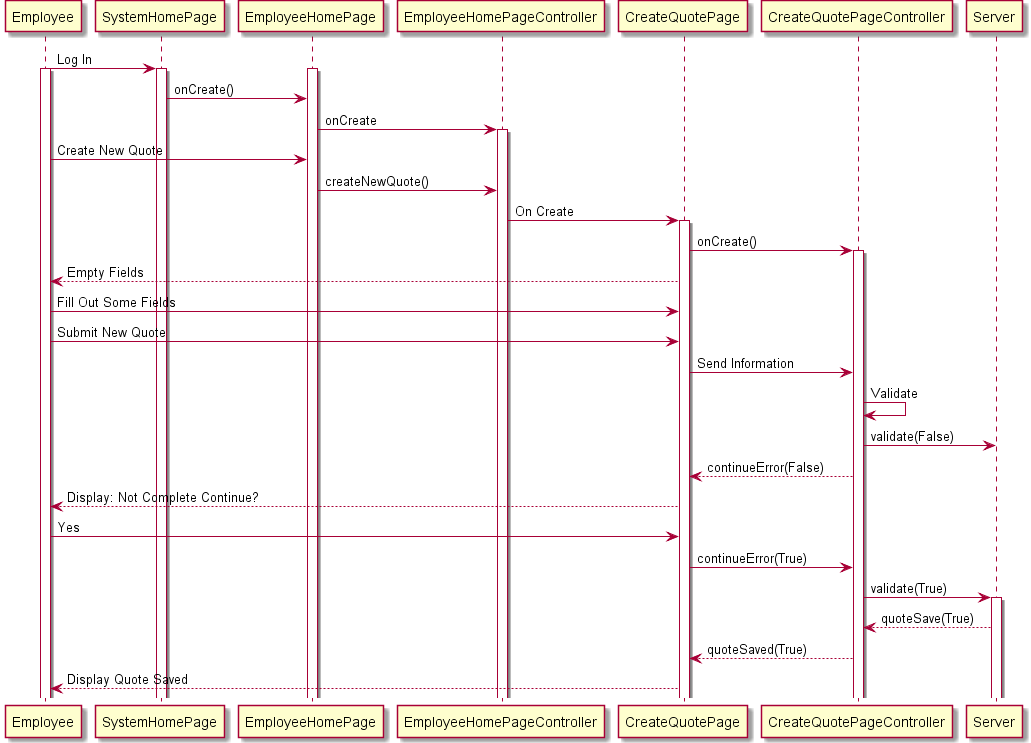 Employee SystemHomePage EmployeeHomePage EmployeeHomePageController CreateQuotePage CreateQuotePageController Server
Log In
onCreate()
onCreate
Create New Quote
createNewQuote()
On Create
onCreate()
Empty Fields
Fill Out Some Fields
Submit New Quote
Send Information
Validate
validate(False)
continueError(False)
Display: Not Complete Continue?
Yes
continueError(True)
validate(True)
quoteSave(True)
quoteSaved(True)
Display Quote Saved
Employee SystemHomePage EmployeeHomePage EmployeeHomePageController CreateQuotePage CreateQuotePageController Server